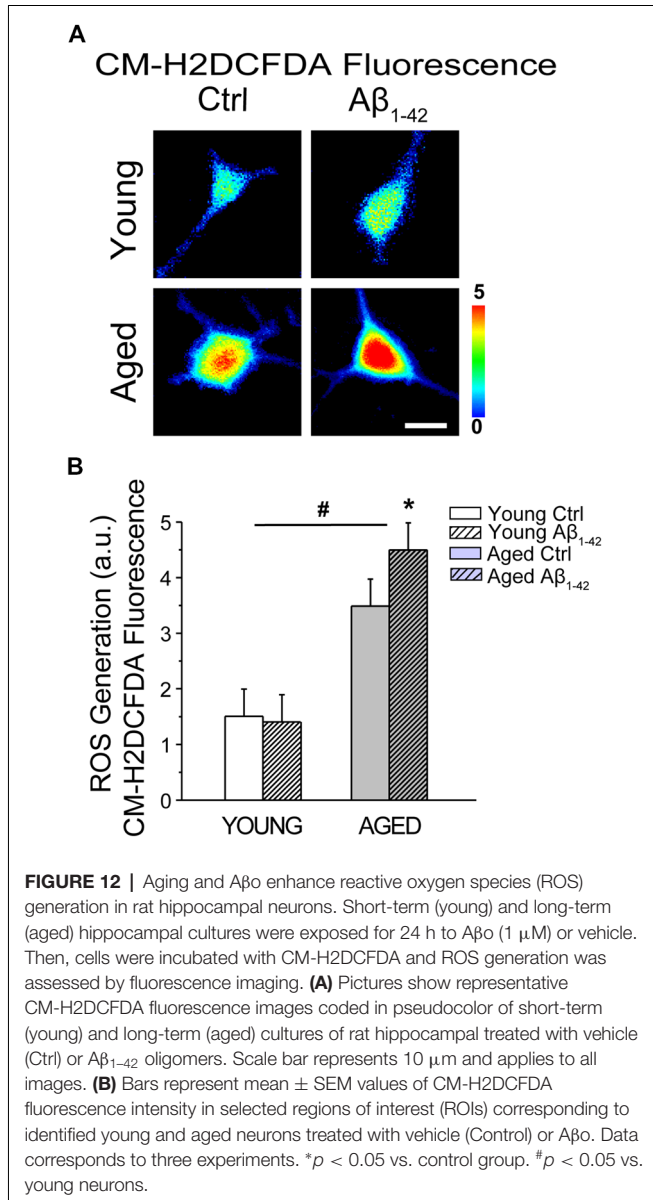 A
CM-H2DCFDA Fluorescence
Ctrl Aβ1-42
Young
Aged
5
0
B
ROS Generation (a.u.)
CM-H2DCFDA Fluorescence
5
4
3
2
1
0
#
*
YOUNG AGED
Young Ctrl
Young Aβ1-42
Aged Ctrl
Aged Aβ1-42
FIGURE 12 | Aging and Aβo enhance reactive oxygen species (ROS)
generation in rat hippocampal neurons. Short-term (young) and long-term
(aged) hippocampal cultures were exposed for 24 h to Aβo (1 μM) or vehicle.
Then, cells were incubated with CM-H2DCFDA and ROS generation was
assessed by fluorescence imaging. (A) Pictures show representative
CM-H2DCFDA fluorescence images coded in pseudocolor of short-term
(young) and long-term (aged) cultures of rat hippocampal treated with vehicle
(Ctrl) or Aβ1–42 oligomers. Scale bar represents 10 μm and applies to all
images. (B) Bars represent mean ± SEM values of CM-H2DCFDA
fluorescence intensity in selected regions of interest (ROIs) corresponding to
identified young and aged neurons treated with vehicle (Control) or Aβo. Data
corresponds to three experiments. *p < 0.05 vs. control group. #p < 0.05 vs.
young neurons.